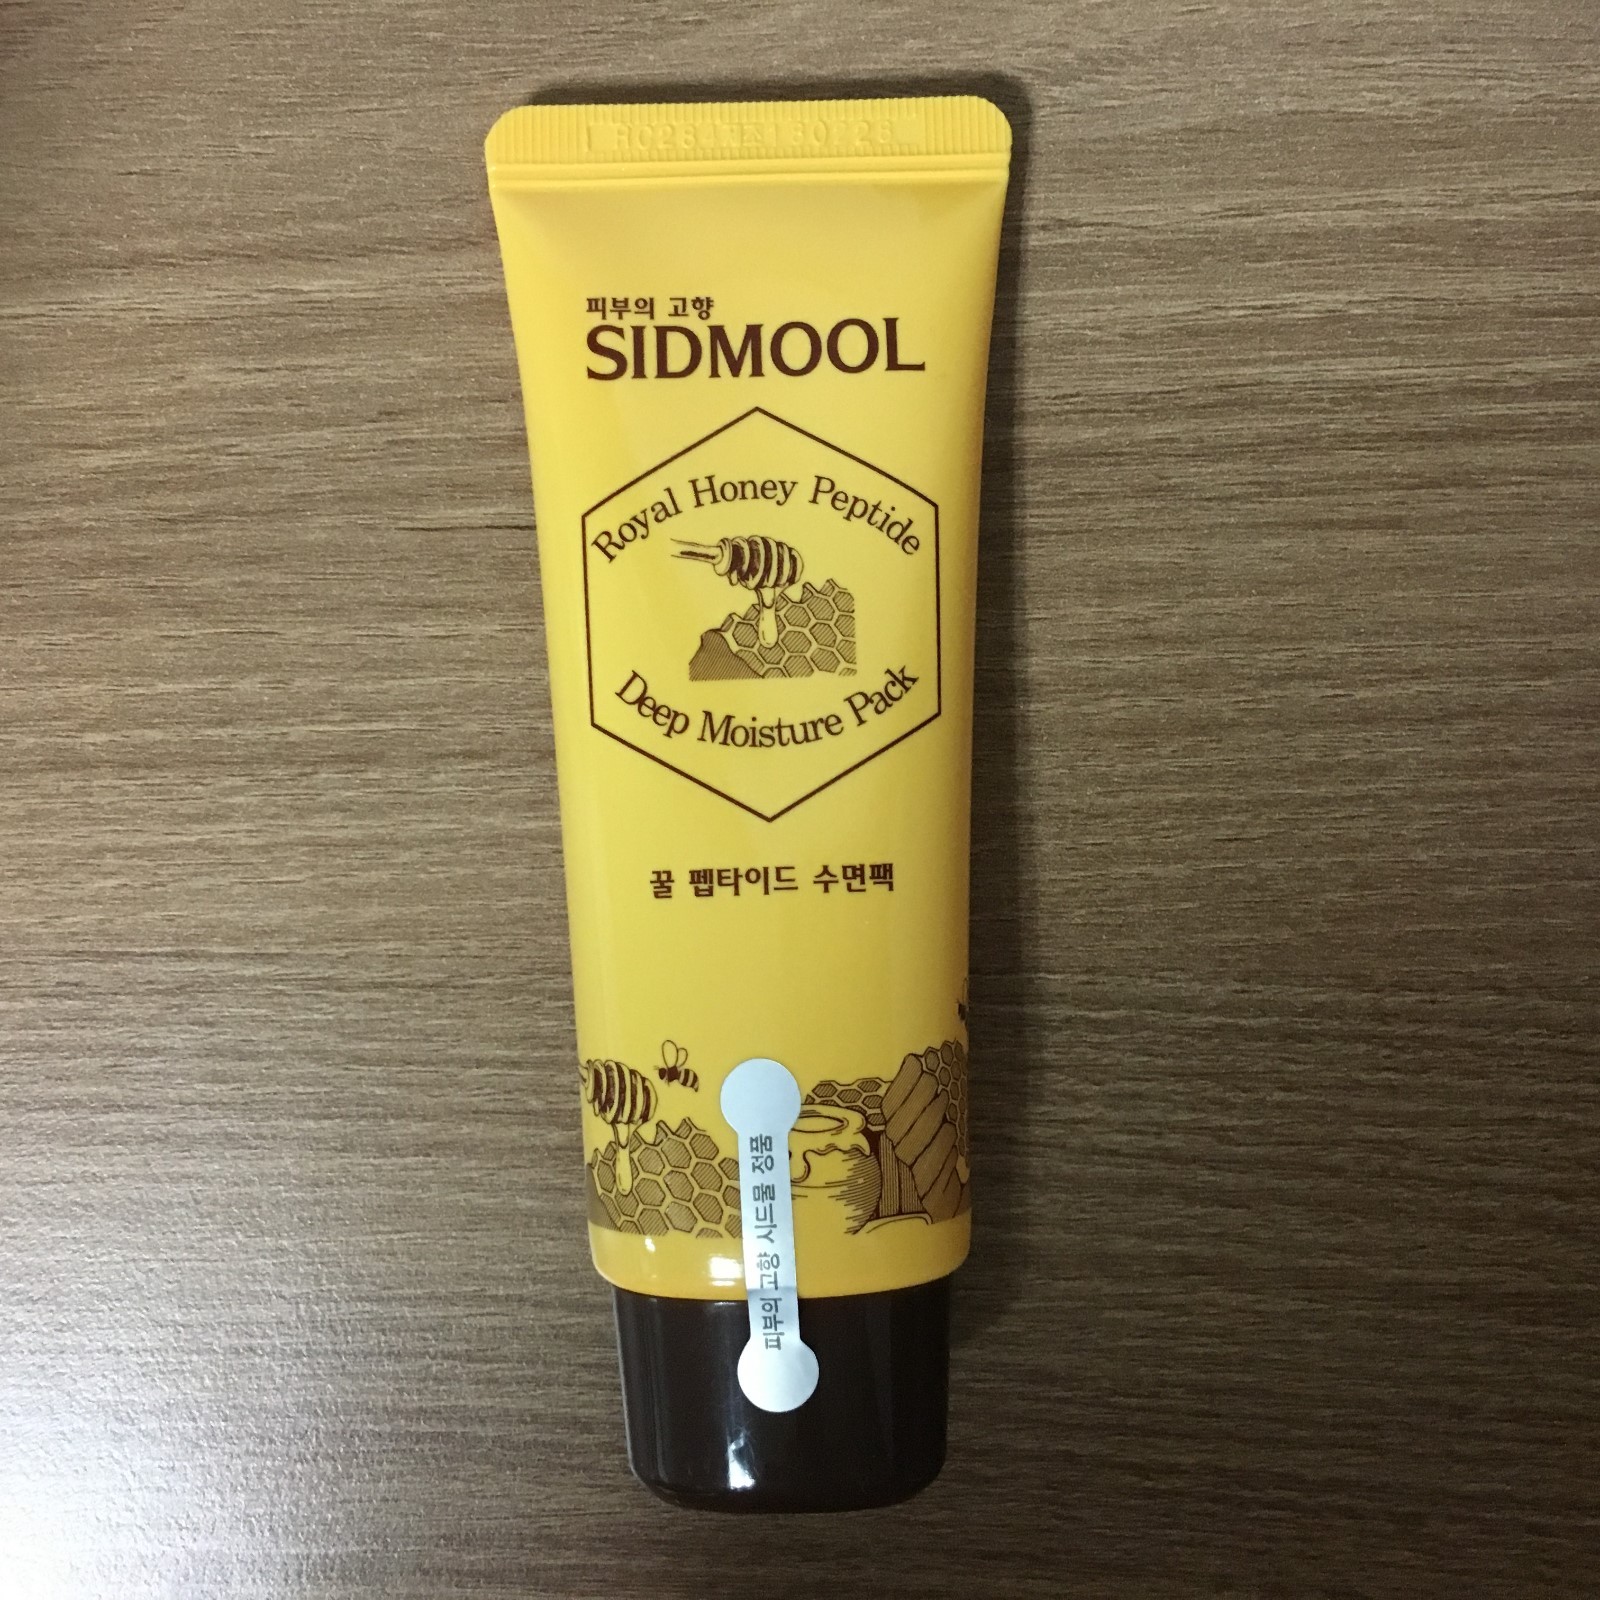 피부의 고향
SIDMOOL
Royal Honey Peptide
Deep Moisture Pack
꿀 펩타이드 수면팩
피부의 고향 시드물 정품